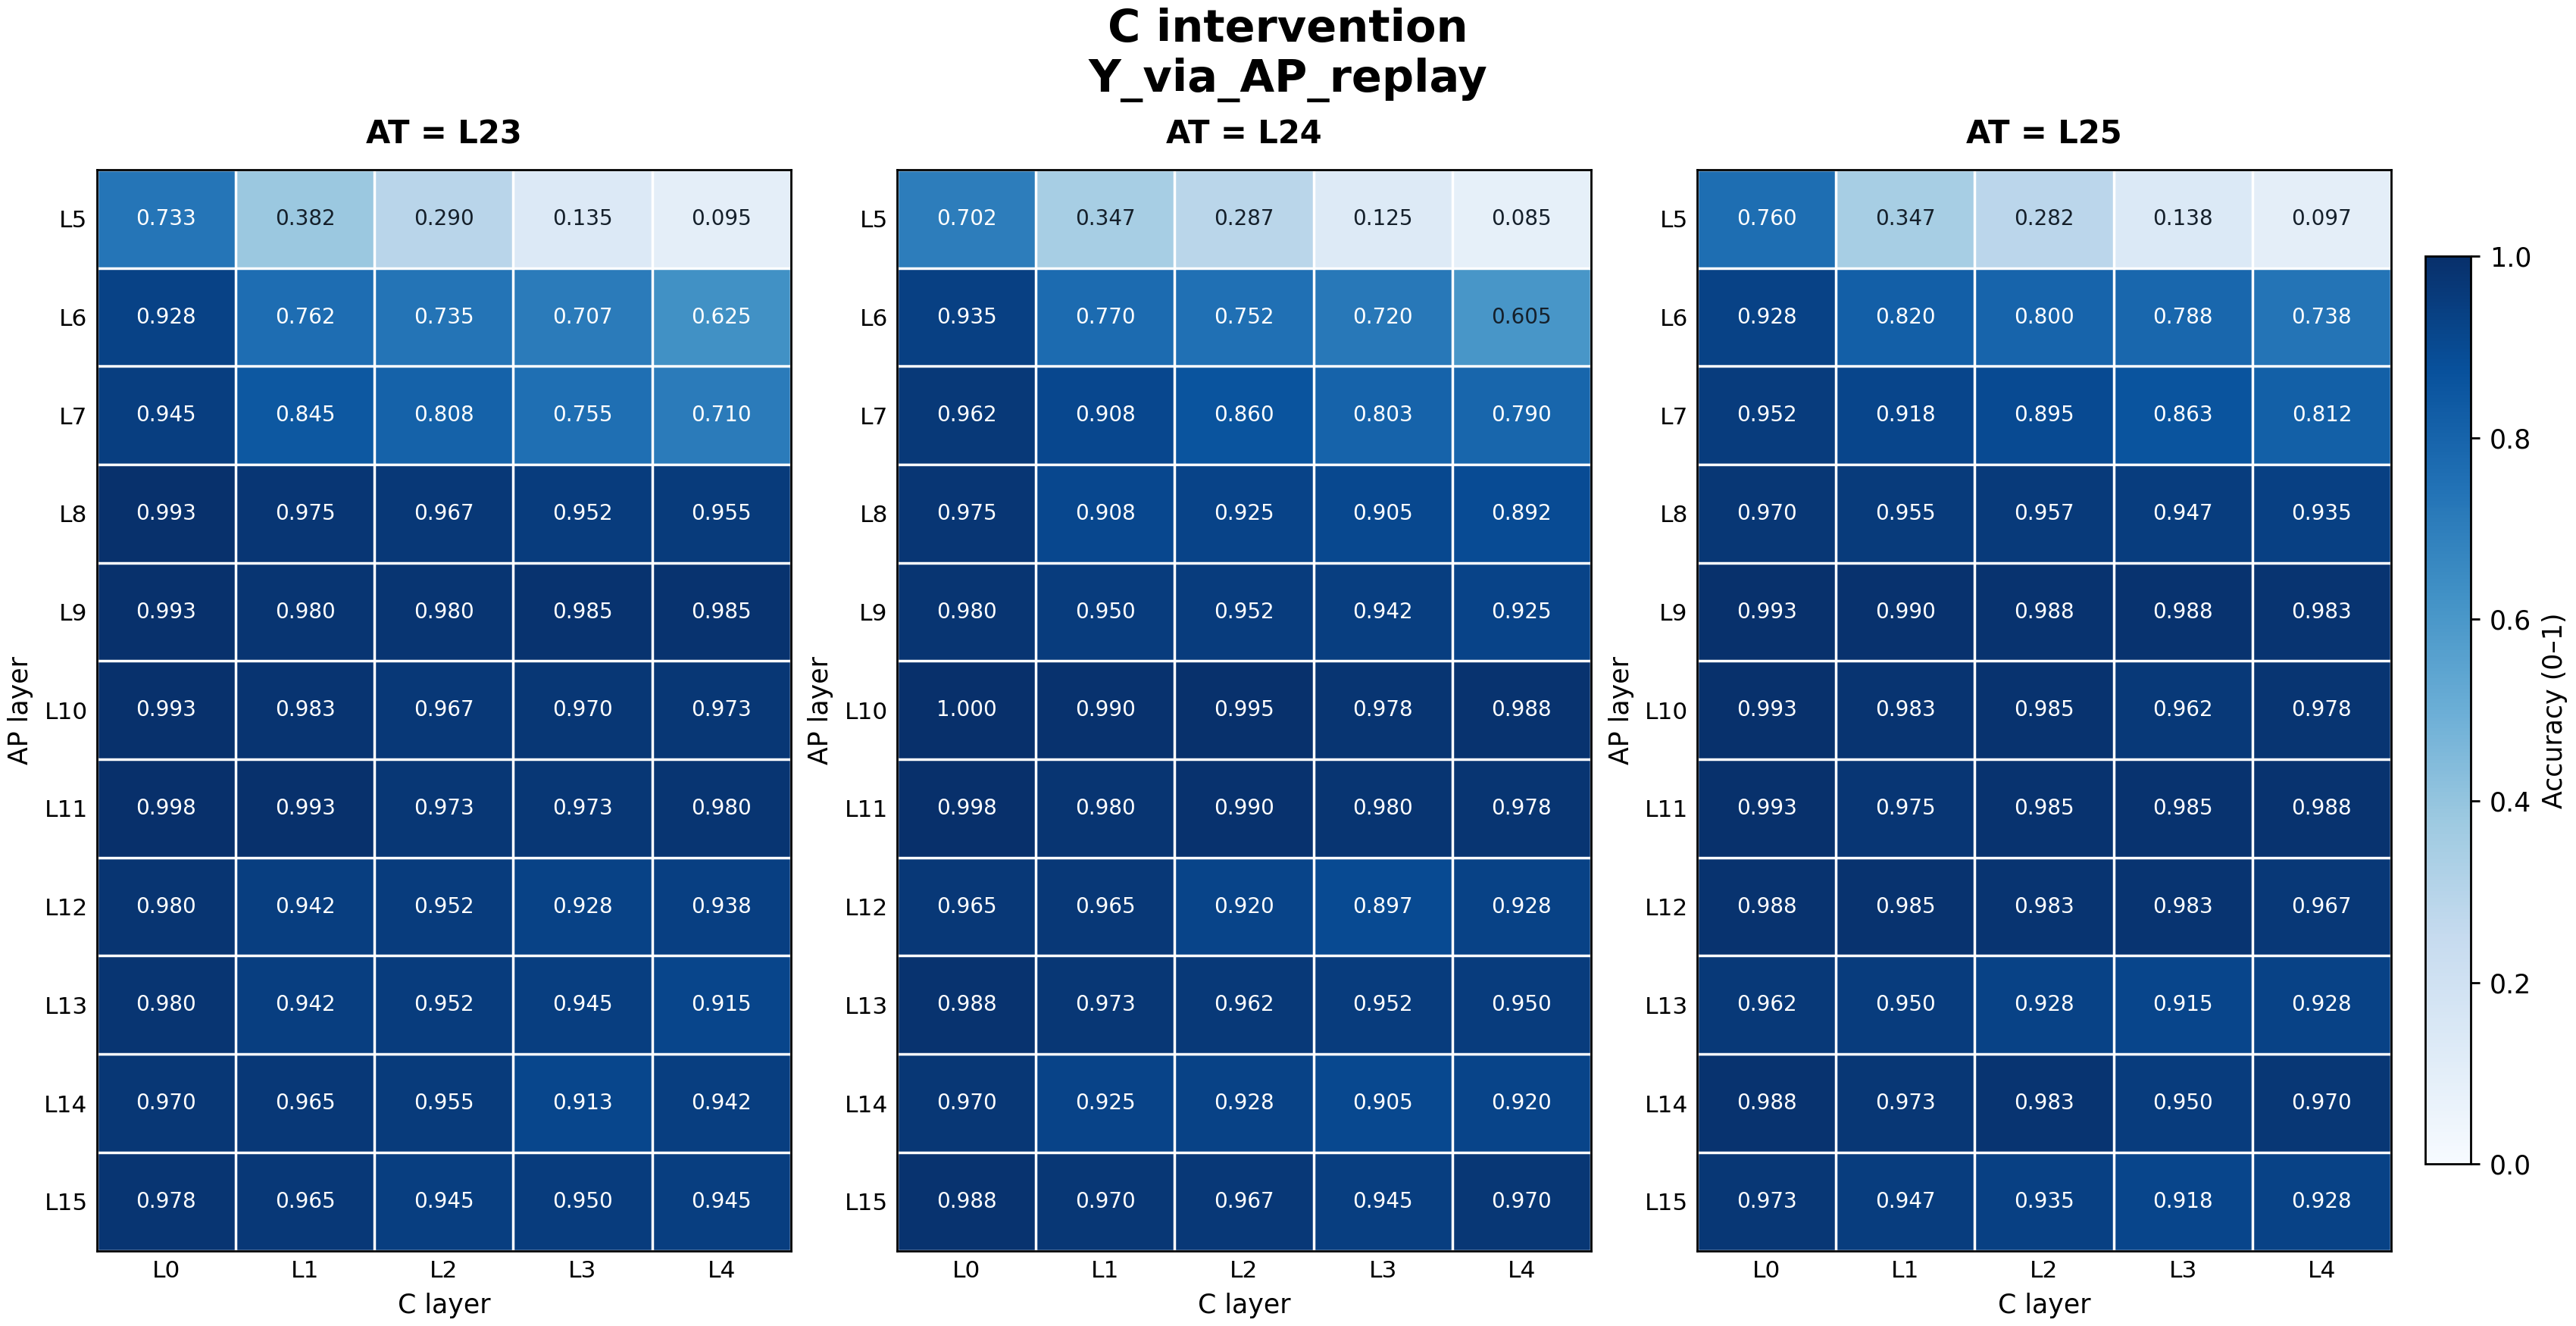 C intervention
Y_via_AP_replay
AT = L23
AP layer
L5 0.733 0.382 0.290 0.135 0.095
L6 0.928 0.762 0.735 0.707 0.625
L7 0.945 0.845 0.808 0.755 0.710
L8 0.993 0.975 0.967 0.952 0.955
L9 0.993 0.980 0.980 0.985 0.985
L10 0.993 0.983 0.967 0.970 0.973
L11 0.998 0.993 0.973 0.973 0.980
L12 0.980 0.942 0.952 0.928 0.938
L13 0.980 0.942 0.952 0.945 0.915
L14 0.970 0.965 0.955 0.913 0.942
L15 0.978 0.965 0.945 0.950 0.945
L0 L1 L2 L3 L4
C layer
AT = L24
AP layer
L5 0.702 0.347 0.287 0.125 0.085
L6 0.935 0.770 0.752 0.720 0.605
L7 0.962 0.908 0.860 0.803 0.790
L8 0.975 0.908 0.925 0.905 0.892
L9 0.980 0.950 0.952 0.942 0.925
L10 1.000 0.990 0.995 0.978 0.988
L11 0.998 0.980 0.990 0.980 0.978
L12 0.965 0.965 0.920 0.897 0.928
L13 0.988 0.973 0.962 0.952 0.950
L14 0.970 0.925 0.928 0.905 0.920
L15 0.988 0.970 0.967 0.945 0.970
L0 L1 L2 L3 L4
C layer
AT = L25
AP layer
L5 0.760 0.347 0.282 0.138 0.097
L6 0.928 0.820 0.800 0.788 0.738
L7 0.952 0.918 0.895 0.863 0.812
L8 0.970 0.955 0.957 0.947 0.935
L9 0.993 0.990 0.988 0.988 0.983
L10 0.993 0.983 0.985 0.962 0.978
L11 0.993 0.975 0.985 0.985 0.988
L12 0.988 0.985 0.983 0.983 0.967
L13 0.962 0.950 0.928 0.915 0.928
L14 0.988 0.973 0.983 0.950 0.970
L15 0.973 0.947 0.935 0.918 0.928
L0 L1 L2 L3 L4
C layer
1.0
0.8
0.6
0.4
0.2
0.0
Accuracy (0–1)